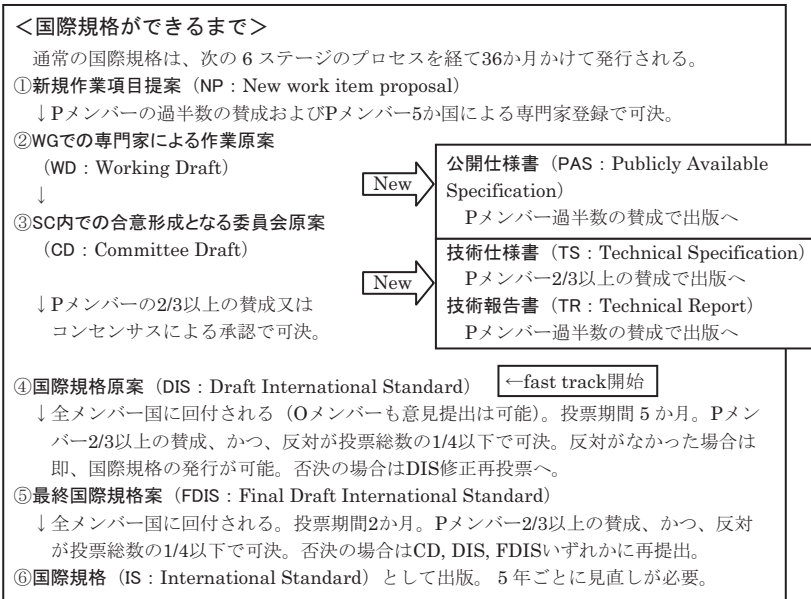 ＜国際規格ができるまで＞
通常の国際規格は、次の 6 ステージのプロセスを経て36か月かけて発行される。
①新規作業項目提案（NP：New work item proposal）
↓Pメンバーの過半数の賛成およびPメンバー5か国による専門家登録で可決。
②WGでの専門家による作業原案
（WD：Working Draft）
↓
③SC内での合意形成となる委員会原案
（CD：Committee Draft）
↓Pメンバーの2/3以上の賛成又は
コンセンサスによる承認で可決。
New
公開仕様書（PAS：Publicly Available
Specification）
Pメンバー過半数の賛成で出版へ
New
技術仕様書（TS：Technical Specification）
Pメンバー2/3以上の賛成で出版へ
技術報告書（TR：Technical Report）
Pメンバー過半数の賛成で出版へ
④国際規格原案（DIS：Draft International Standard）
←fast track開始
↓全メンバー国に回付される（Oメンバーも意見提出は可能）。投票期間 5 か月。Pメン
バー2/3以上の賛成、かつ、反対が投票総数の1/4以下で可決。反対がなかった場合は
即、国際規格の発行が可能。否決の場合はDIS修正再投票へ。
⑤最終国際規格案（FDIS：Final Draft International Standard）
↓全メンバー国に回付される。投票期間2か月。Pメンバー2/3以上の賛成、かつ、反対
が投票総数の1/4以下で可決。否決の場合はCD, DIS, FDISいずれかに再提出。
⑥国際規格（IS：International Standard）として出版。 5 年ごとに見直しが必要。